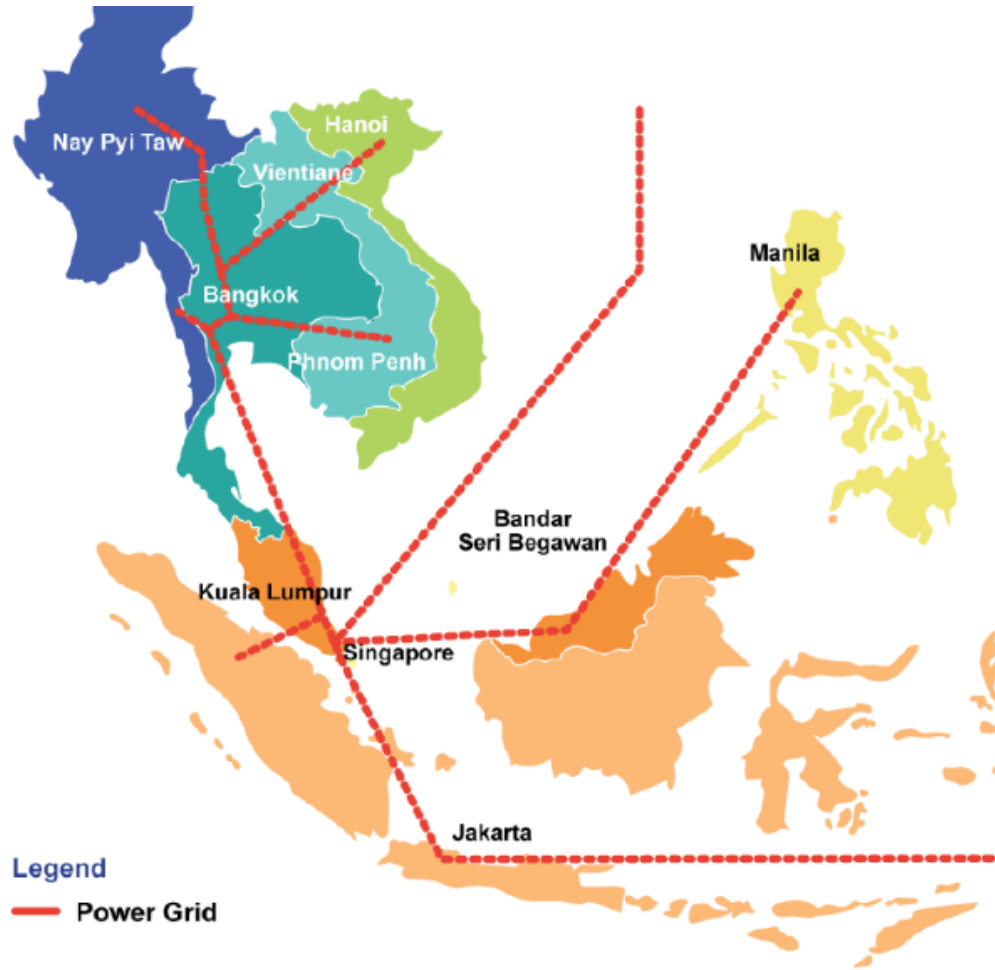 Hanoi
Nay Pyi Taw
Vientiane
Manila
Bangkok
Phnom Penh
Bandar
Seri Begawan
Kuala Lumpur
Singapore
Jakarta
Legend
Power Grid